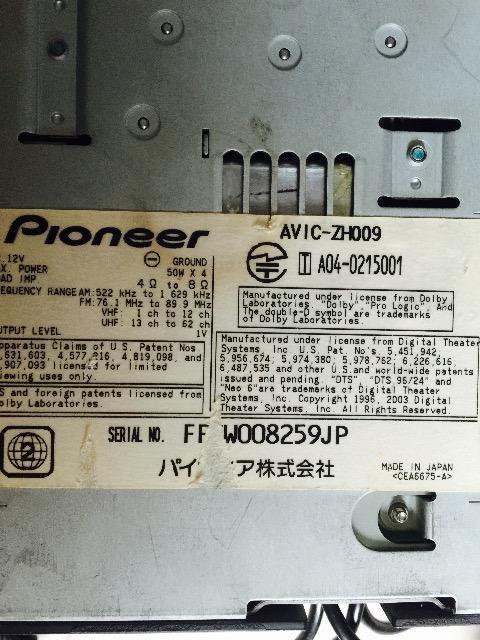 Pioneer
AVIC-ZH009
12V
GROUND
X. POWER
50W X 4
AD IMP
4 Ω to 8 Ω
EQUENCY RANGE AM: 522 kHz to 1 629 kHz
FM: 76.1 MHz to 89.9 MHz
VHF: 1 ch to 12 ch
UHF: 13 ch to 62 ch
UTPUT LEVEL
1V
T A04-0215001
Manufactured under license from Dolby
Laboratories. "Dolby", "Pro Logic", And
The double-D symbol are trademarks
of Dolby Laboratories.
pparatus Claims of U.S. Patent Nos
,631,603, 4,577,216, 4,819,098, and
,907,093 licensed for limited
iewing uses only.
S and foreign patents licensed from
olby Laboratories.
Manufactured under license from Digital Theater
Systems, Inc. U.S. Pat. No's. 5,451,942,
5,956,674, 5,974,380, 5,978,762, 6,226,616,
6,487,535 and other U.S. and world-wide patents
issued and pending. "DTS", "DTS 96/24" and
"Neo 6" are trademarks of Digital Theater
Systems, Inc. Copyright 1996, 2003 Digital
Theater Systems, Inc. All Rights Reserved.
SERIAL NO. FF W008259JP
2
パイ ア株式会社
MADE IN JAPAN
<CEA6675-A>